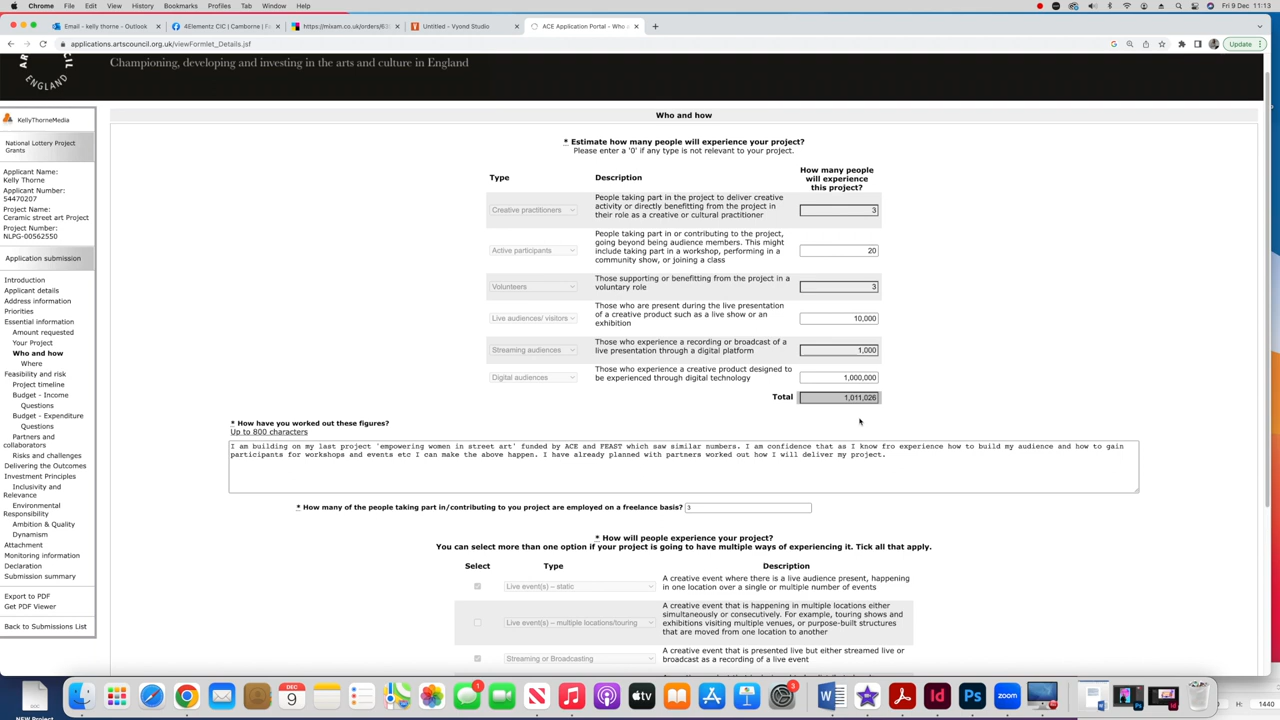 Chrome File Edit View History Bookmarks Profiles Tab Window Help Fri 9 Dec 11:13
Email - kelly thorne - Outlook 4Elementz CIC | Camborne | Fa https://mixam.co.uk/orders/63 Untitled - Vyond Studio ACE Application Portal - Who a
applications.artscouncil.org.uk/viewFormlet_Details.jsf Update
ENGLAND
Championing, developing and investing in the arts and culture in England
KellyThorneMedia
National Lottery Project
Grants
Applicant Name:
Kelly Thorne
Applicant Number:
54470207
Project Name:
Ceramic street art Project
Project Number:
NLPG-00562550
Application submission
Introduction
Applicant details
Address information
Priorities
Essential information
Amount requested
Your Project
Who and how
Where
Feasibility and risk
Project timeline
Budget - Income
Questions
Budget - Expenditure
Questions
Partners and
contractors
Risks and challenges
Delivering the Outcomes
Investment Principles
Inclusivity and
Relevance
Environmental
Responsibility
Ambition & Quality
Dynamism
Attachment
Monitoring information
Declaration
Submission summary
Export to PDF
Get PDF Viewer
Back to Submissions List
Who and how
* Estimate how many people will experience your project?
Please enter a '0' if any type is not relevant to your project.
Type Description How many people
will experience
this project?
Creative practitioners People taking part in the project to deliver creative
activity or directly benefitting from the project in
their role as a creative or cultural practitioner 3
Active participants People taking part in or contributing to the project,
going beyond being audience members. This might
include taking part in a workshop, performing in a
community show, or joining a class 20
Volunteers Those supporting or benefitting from the project in a
voluntary role 3
Live audiences/ visitors Those who are present during the live presentation
of a creative product such as a live show or an
exhibition 10,000
Streaming audiences Those who experience a recording or broadcast of a
live presentation through a digital platform 1,000
Digital audiences Those who experience a creative product designed to
be experienced through digital technology 1,000,000
Total 1,011,026
* How have you worked out these figures?
Up to 800 characters
I am building on my last project 'empowering women in street art' funded by ACE and FEAST which saw similar numbers. I am confidence that as I know fro experience how to build my audience and how to gain
participants for workshops and events etc I can make the above happen. I have already planned with partners worked out how I will deliver my project.
* How many of the people taking part in/contributing to you project are employed on a freelance basis? 3
* How will people experience your project?
You can select more than one option if your project is going to have multiple ways of experiencing it. Tick all that apply.
Select Type Description
Live event(s) – static A creative event where there is a live audience present, happening
in one location over a single or multiple number of events
Live event(s) – multiple locations/touring A creative event that is happening in multiple locations either
simultaneously or consecutively. For example, touring shows and
exhibitions visiting multiple venues, or purpose-built structures
that are moved from one location to another
Streaming or Broadcasting A creative event that is presented live but either streamed live or
broadcast as a recording of a live event
DEC
9
1
3
tv
Id
Ps
zoom
NEW Project
H: 1440